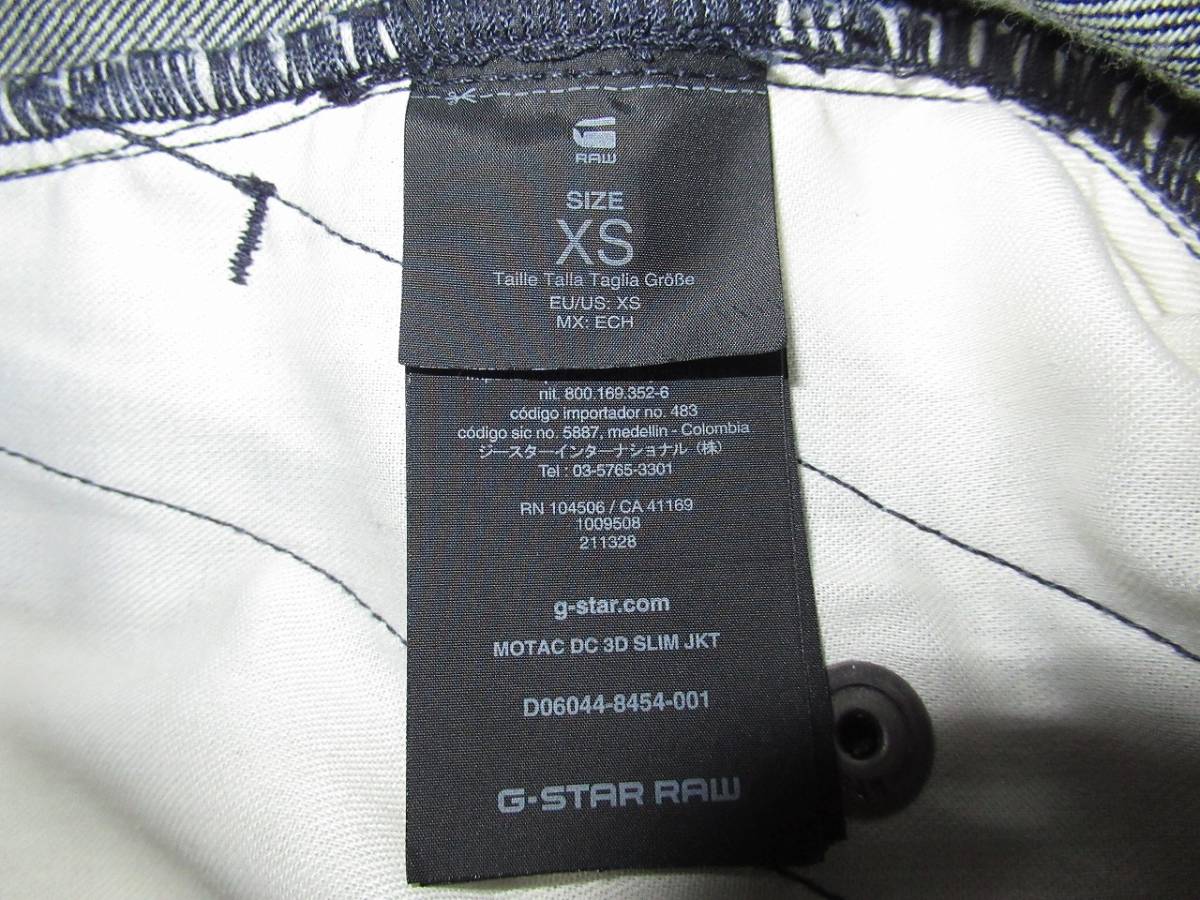 RAW
SIZE
XS
Taille Talla Taglia Größe
EU/US: XS
MX: ECH
nit. 800.169.352-6
código importador no. 483
código sic no. 5887, medellin - Colombia
ジースターインターナショナル（株）
Tel : 03-5765-3301
RN 104506 / CA 41169
1009508
211328
g-star.com
MOTAC DC 3D SLIM JKT
D06044-8454-001
G-STAR RAW